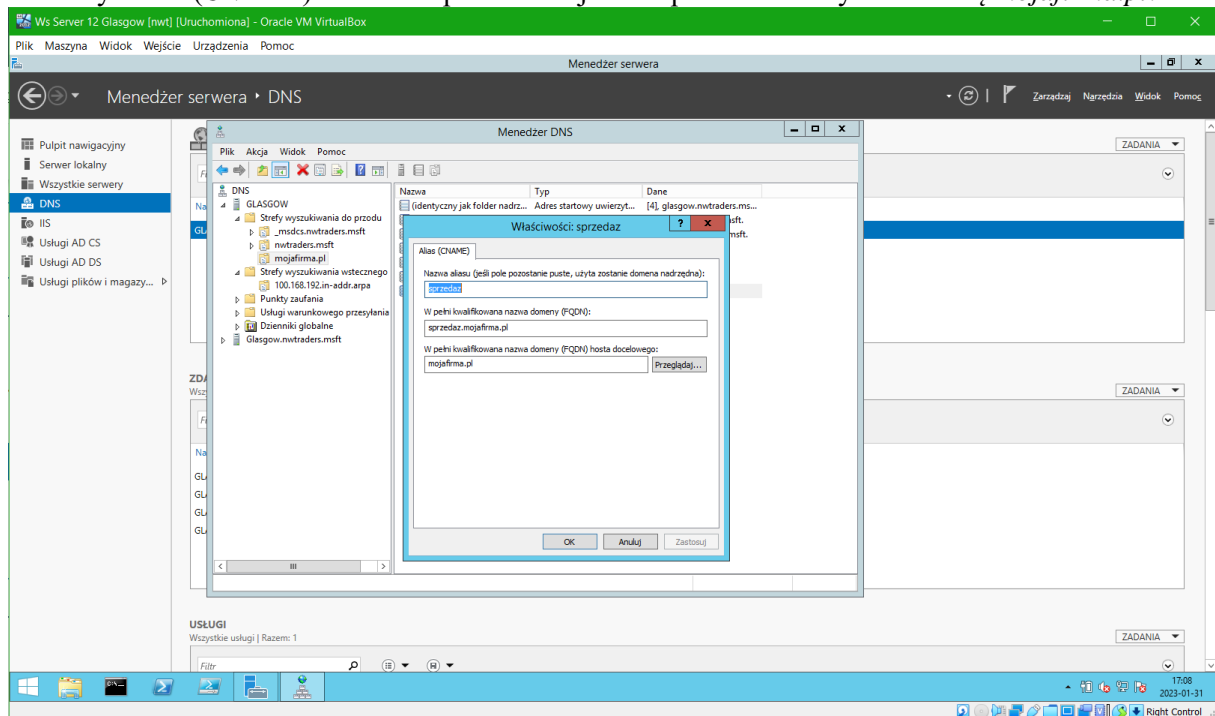 Ws Server 12 Glasgow [nwt] [Uruchomiona] - Oracle VM VirtualBox
Plik Maszyna Widok Wejście Urządzenia Pomoc
Menedżer serwera
Menedżer serwera ‣ DNS
Zarządzaj Narzędzia Widok Pomoc
Pulpit nawigacyjny
Serwer lokalny
Wszystkie serwery
DNS
IIS
Usługi AD CS
Usługi AD DS
Usługi plików i magazy...
ZADANIA
Menedżer DNS
Plik Akcja Widok Pomoc
DNS
GLASGOW
Strefy wyszukiwania do przodu
_msdcs.nwtraders.msft
nwtraders.msft
mojafirma.pl
Strefy wyszukiwania wstecznego
100.168.192.in-addr.arpa
Punkty zaufania
Usługi warunkowego przesyłania
Dzienniki globalne
Glasgow.nwtraders.msft
Nazwa Typ Dane
(identyczny jak folder nadrz... Adres startowy uwierzyt... [4], glasgow.nwtraders.ms...
Właściwości: sprzedaz
Alias (CNAME)
Nazwa aliasu (jeśli pole pozostanie puste, użyta zostanie domena nadrzędna):
sprzedaz
W pełni kwalifikowana nazwa domeny (FQDN):
sprzedaz.mojafirma.pl
W pełni kwalifikowana nazwa domeny (FQDN) hosta docelowego:
mojafirma.pl
Przeglądaj...
OK Anuluj Zastosuj
ZADANIA
USŁUGI
Wszystkie usługi | Razem: 1
ZADANIA
Filtr
17:08
2023-01-31
Right Control